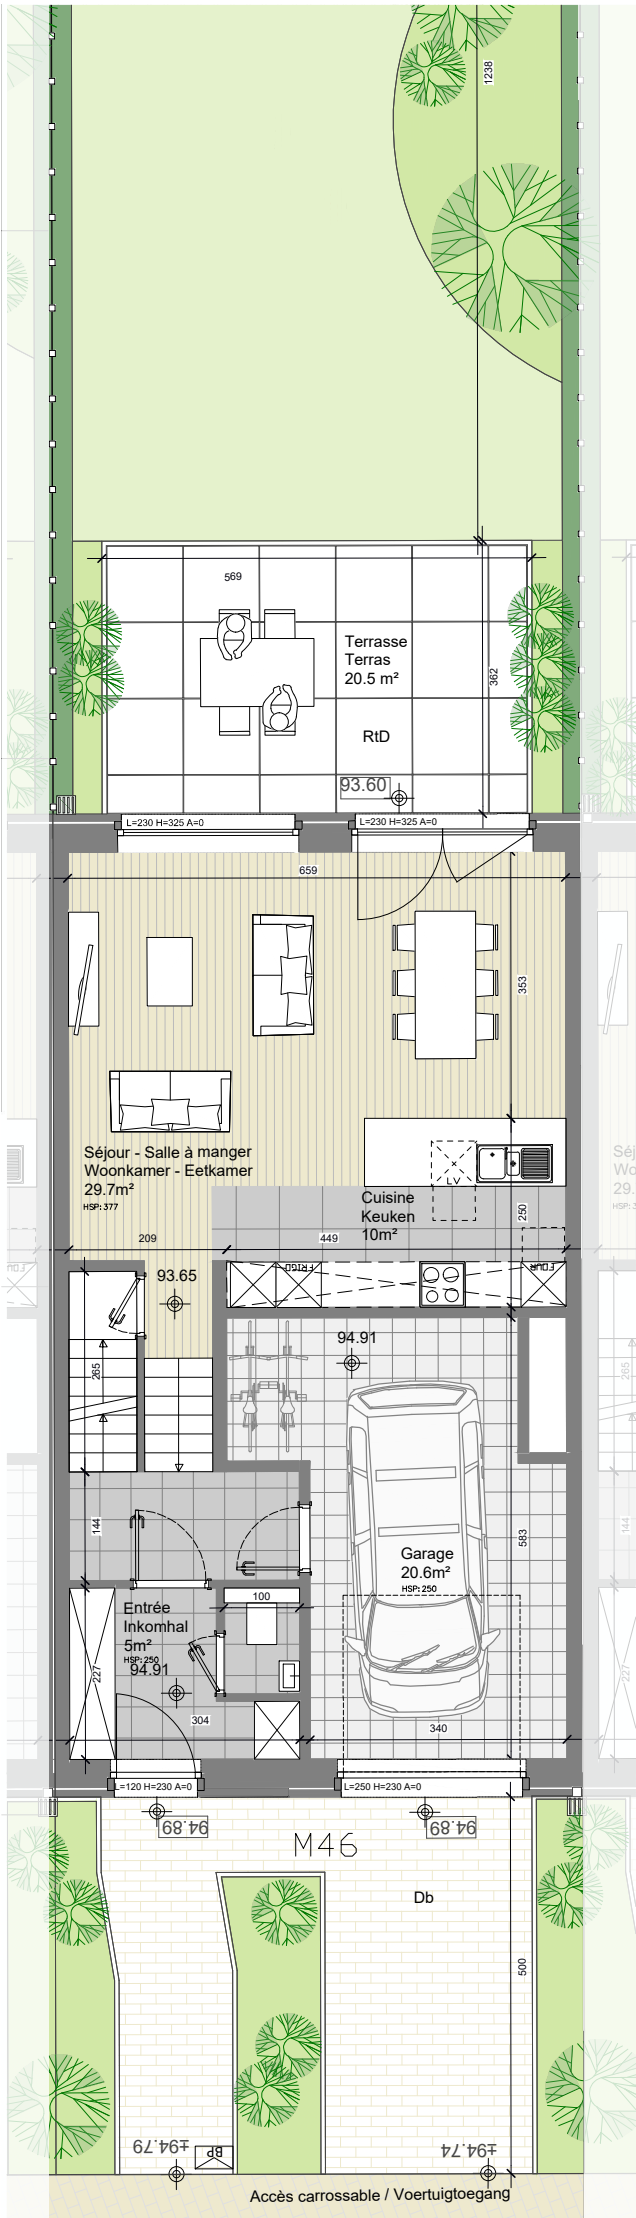 1238
569
Terrasse
Terras
20.5 m²
362
RtD
93.60
L=230 H=325 A=0
L=230 H=325 A=0
659
353
Séjour - Salle à manger
Woonkamer - Eetkamer
29.7m²
HSP: 377
LV
Cuisine
Keuken
10m²
250
209
449
FRIGO
FOUR
93.65
94.91
265
144
583
Garage
20.6m²
HSP: 250
100
Entrée
Inkomhal
5m²
HSP: 250
94.91
227
304
340
L=120 H=230 A=0
L=250 H=230 A=0
94.89
94.89
M46
Db
500
±94.79
BP
±94.74
Accès carrossable / Voertuigtoegang